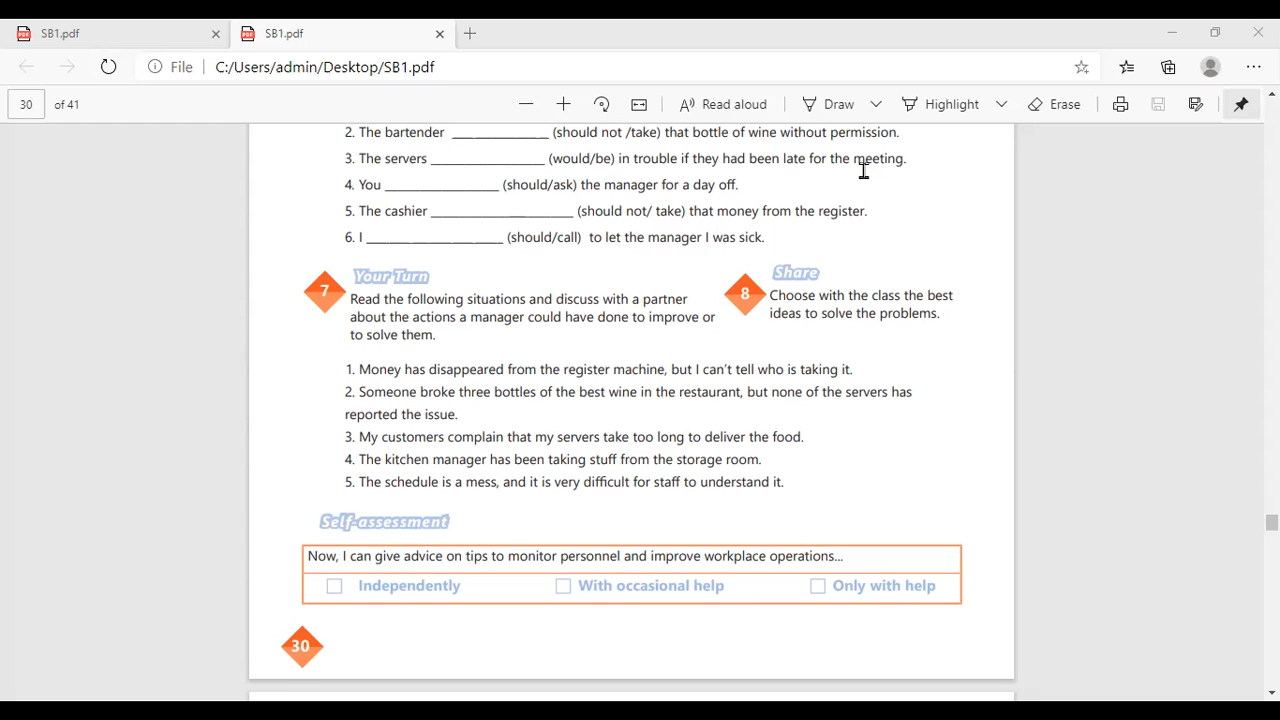 SB1.pdf
SB1.pdf
File
C:/Users/admin/Desktop/SB1.pdf
30 of 41
Read aloud
Draw
Highlight
Erase
2. The bartender _______________ (should not /take) that bottle of wine without permission.
3. The servers __________________ (would/be) in trouble if they had been late for the meeting.
4. You __________________ (should/ask) the manager for a day off.
5. The cashier ______________________ (should not/ take) that money from the register.
6. I _____________________ (should/call) to let the manager I was sick.
7 Your Turn
Read the following situations and discuss with a partner
about the actions a manager could have done to improve or
to solve them.
8 Share
Choose with the class the best
ideas to solve the problems.
1. Money has disappeared from the register machine, but I can't tell who is taking it.
2. Someone broke three bottles of the best wine in the restaurant, but none of the servers has
reported the issue.
3. My customers complain that my servers take too long to deliver the food.
4. The kitchen manager has been taking stuff from the storage room.
5. The schedule is a mess, and it is very difficult for staff to understand it.
Self-assessment
Now, I can give advice on tips to monitor personnel and improve workplace operations...
Independently
With occasional help
Only with help
30